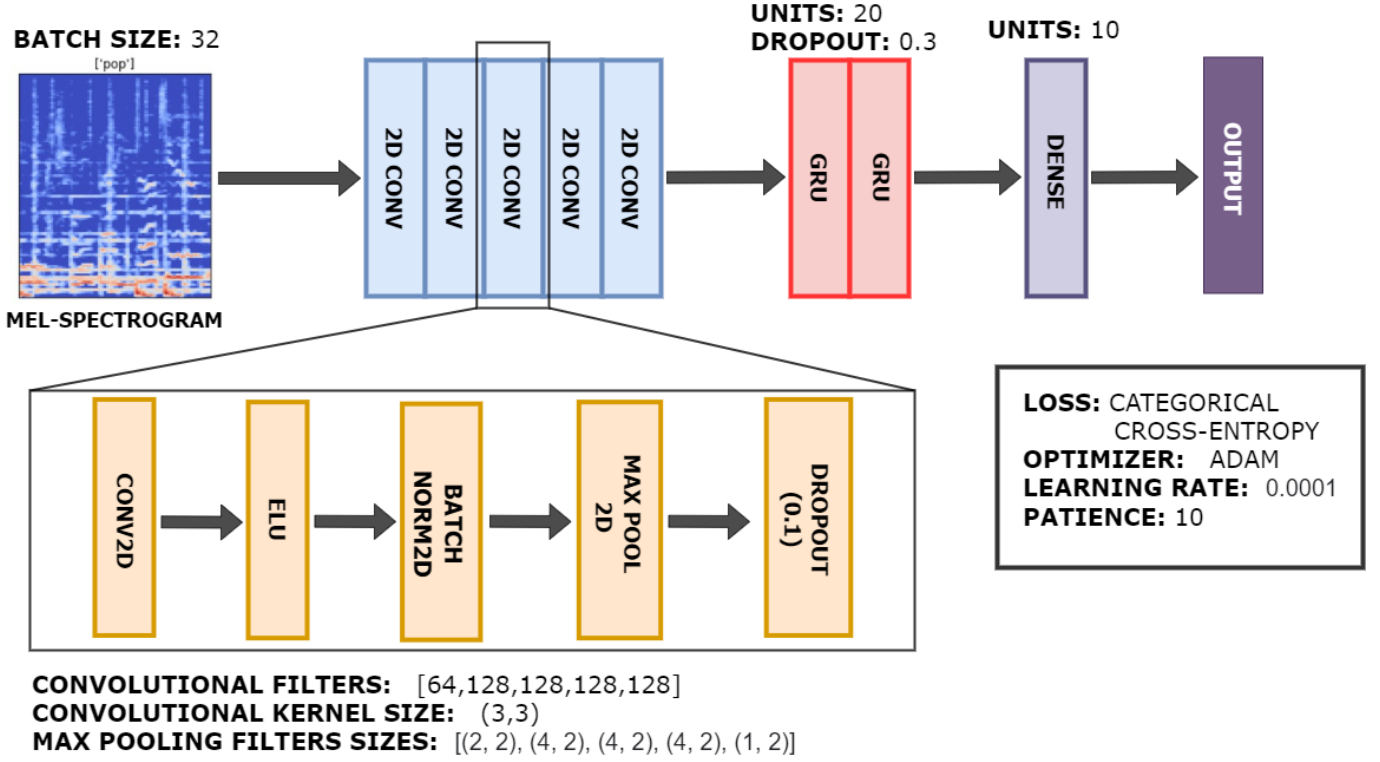 BATCH SIZE: 32
['pop']
MEL-SPECTROGRAM
2D CONV
2D CONV
2D CONV
2D CONV
2D CONV
UNITS: 20
DROPOUT: 0.3
GRU
GRU
UNITS: 10
DENSE
OUTPUT
CONV2D
ELU
BATCH
NORM2D
MAX POOL
2D
DROPOUT
(0.1)
LOSS: CATEGORICAL
CROSS-ENTROPY
OPTIMIZER: ADAM
LEARNING RATE: 0.0001
PATIENCE: 10
CONVOLUTIONAL FILTERS: [64,128,128,128,128]
CONVOLUTIONAL KERNEL SIZE: (3,3)
MAX POOLING FILTERS SIZES: [(2, 2), (4, 2), (4, 2), (4, 2), (1, 2)]